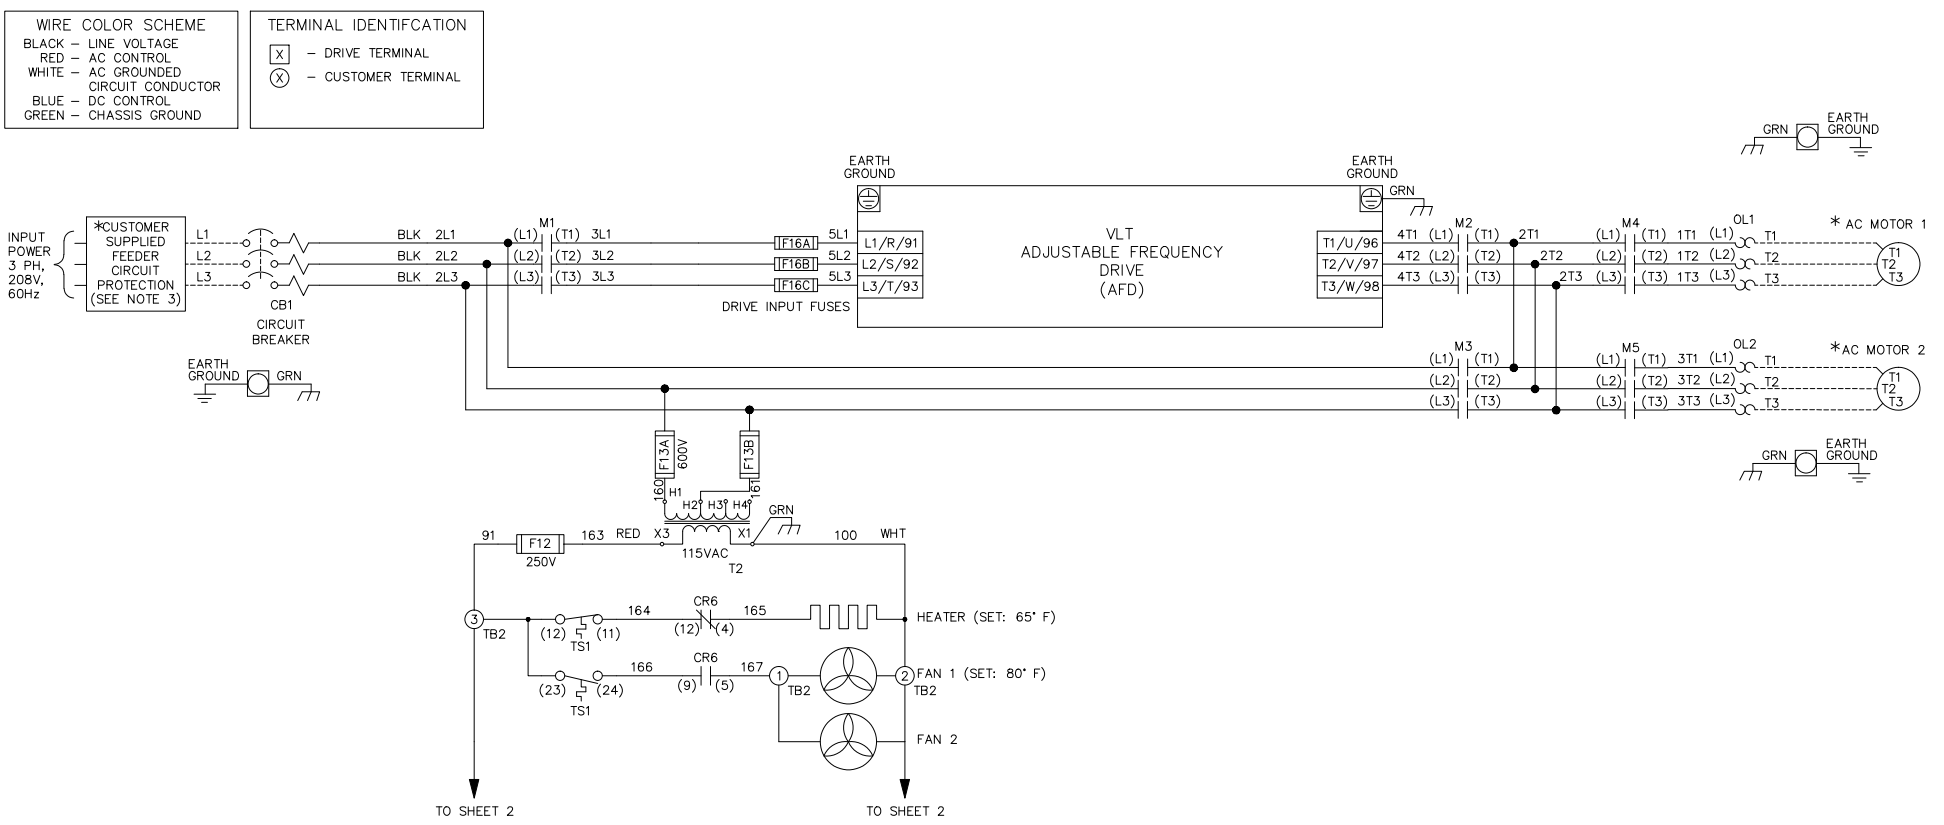 WIRE COLOR SCHEME
BLACK – LINE VOLTAGE
RED – AC CONTROL
WHITE – AC GROUNDED
CIRCUIT CONDUCTOR
BLUE – DC CONTROL
GREEN – CHASSIS GROUND
TERMINAL IDENTIFCATION
X – DRIVE TERMINAL
X – CUSTOMER TERMINAL
GRN
EARTH
GROUND
EARTH
GROUND
EARTH
GROUND
GRN
INPUT
POWER
3 PH,
208V,
60Hz
*CUSTOMER
SUPPLIED
FEEDER
CIRCUIT
PROTECTION
(SEE NOTE 3)
L1
L2
L3
CB1
CIRCUIT
BREAKER
BLK 2L1
BLK 2L2
BLK 2L3
M1
(L1) (T1) 3L1
(L2) (T2) 3L2
(L3) (T3) 3L3
F16A
F16B
F16C
DRIVE INPUT FUSES
5L1
5L2
5L3
L1/R/91
L2/S/92
L3/T/93
VLT
ADJUSTABLE FREQUENCY
DRIVE
(AFD)
T1/U/96
T2/V/97
T3/W/98
M2
4T1 (L1) (T1) 2T1
4T2 (L2) (T2) 2T2
4T3 (L3) (T3) 2T3
M4
(L1) (T1) 1T1 (L1) T1
(L2) (T2) 1T2 (L2) T2
(L3) (T3) 1T3 (L3) T3
OL1
* AC MOTOR 1
T1
T2
T3
EARTH
GROUND
GRN
M3
(L1) (T1)
(L2) (T2)
(L3) (T3)
M5
(L1) (T1) 3T1 (L1) T1
(L2) (T2) 3T2 (L2) T2
(L3) (T3) 3T3 (L3) T3
OL2
*AC MOTOR 2
T1
T2
T3
GRN
EARTH
GROUND
F13A
600V
F13B
160
161
H1
H2
H3
H4
GRN
91
F12
250V
163
RED
X3
X1
115VAC
T2
100
WHT
3
TB2
(12)
(11)
TS1
164
CR6
(12)
(4)
165
HEATER (SET: 65° F)
(23)
(24)
TS1
166
CR6
(9)
(5)
167
1
TB2
2
TB2
FAN 1 (SET: 80° F)
FAN 2
TO SHEET 2
TO SHEET 2